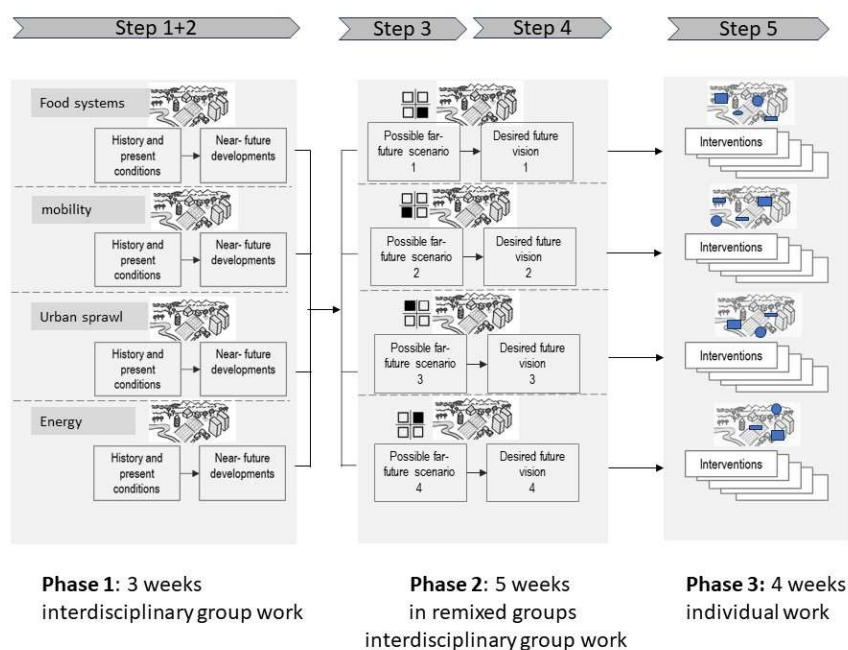 Step 1+2
Step 3
Step 4
Step 5
Food systems
History and
present
conditions
Near- future
developments
mobility
History and
present
conditions
Near- future
developments
Urban sprawl
History and
present
conditions
Near- future
developments
Energy
History and
present
conditions
Near- future
developments
Possible far-
future scenario
1
Desired future
vision
1
Possible far-
future scenario
2
Desired future
vision
2
Possible far-
future scenario
3
Desired future
vision
3
Possible far-
future scenario
4
Desired future
vision
4
Interventions
Interventions
Interventions
Interventions
Phase 1: 3 weeks
interdisciplinary group work
Phase 2: 5 weeks
in remixed groups
interdisciplinary group work
Phase 3: 4 weeks
individual work